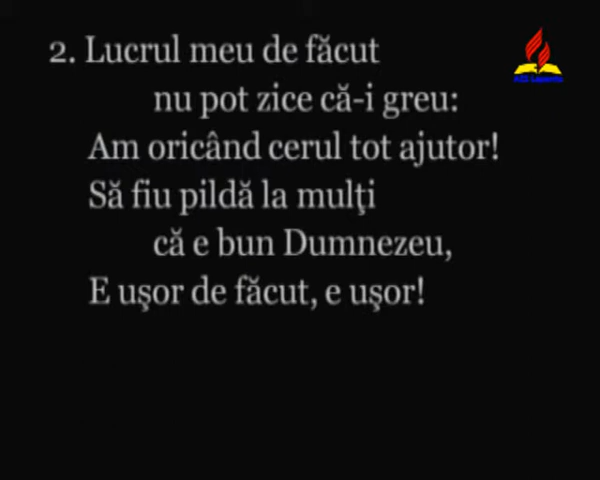 2. Lucrul meu de făcut
nu pot zice că-i greu:
Am oricând cerul tot ajutor!
Să fiu pildă la mulţi
că e bun Dumnezeu,
E uşor de făcut, e uşor!